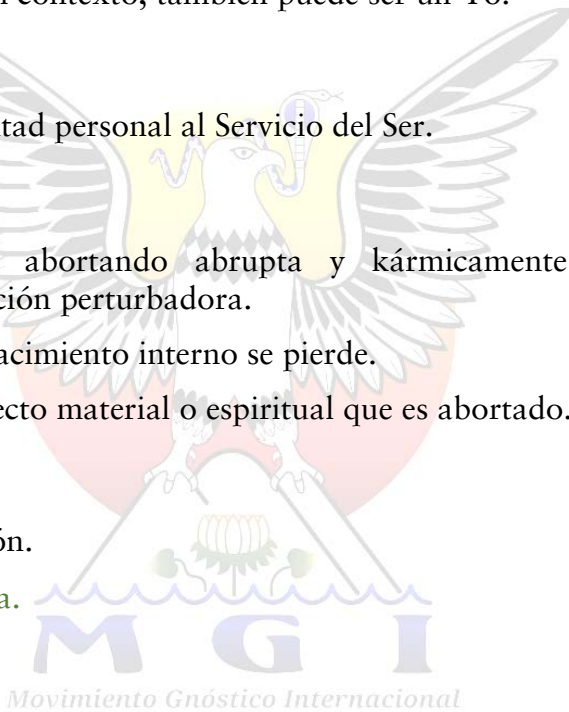 contexto, también puede ser un Yo.
tad personal al Servicio del Ser.
abortando abrupta y kármicamente
ción perturbadora.
acimiento interno se pierde.
ecto material o espiritual que es abortado.
ón.
a.
M G I
Movimiento Gnóstico Internacional